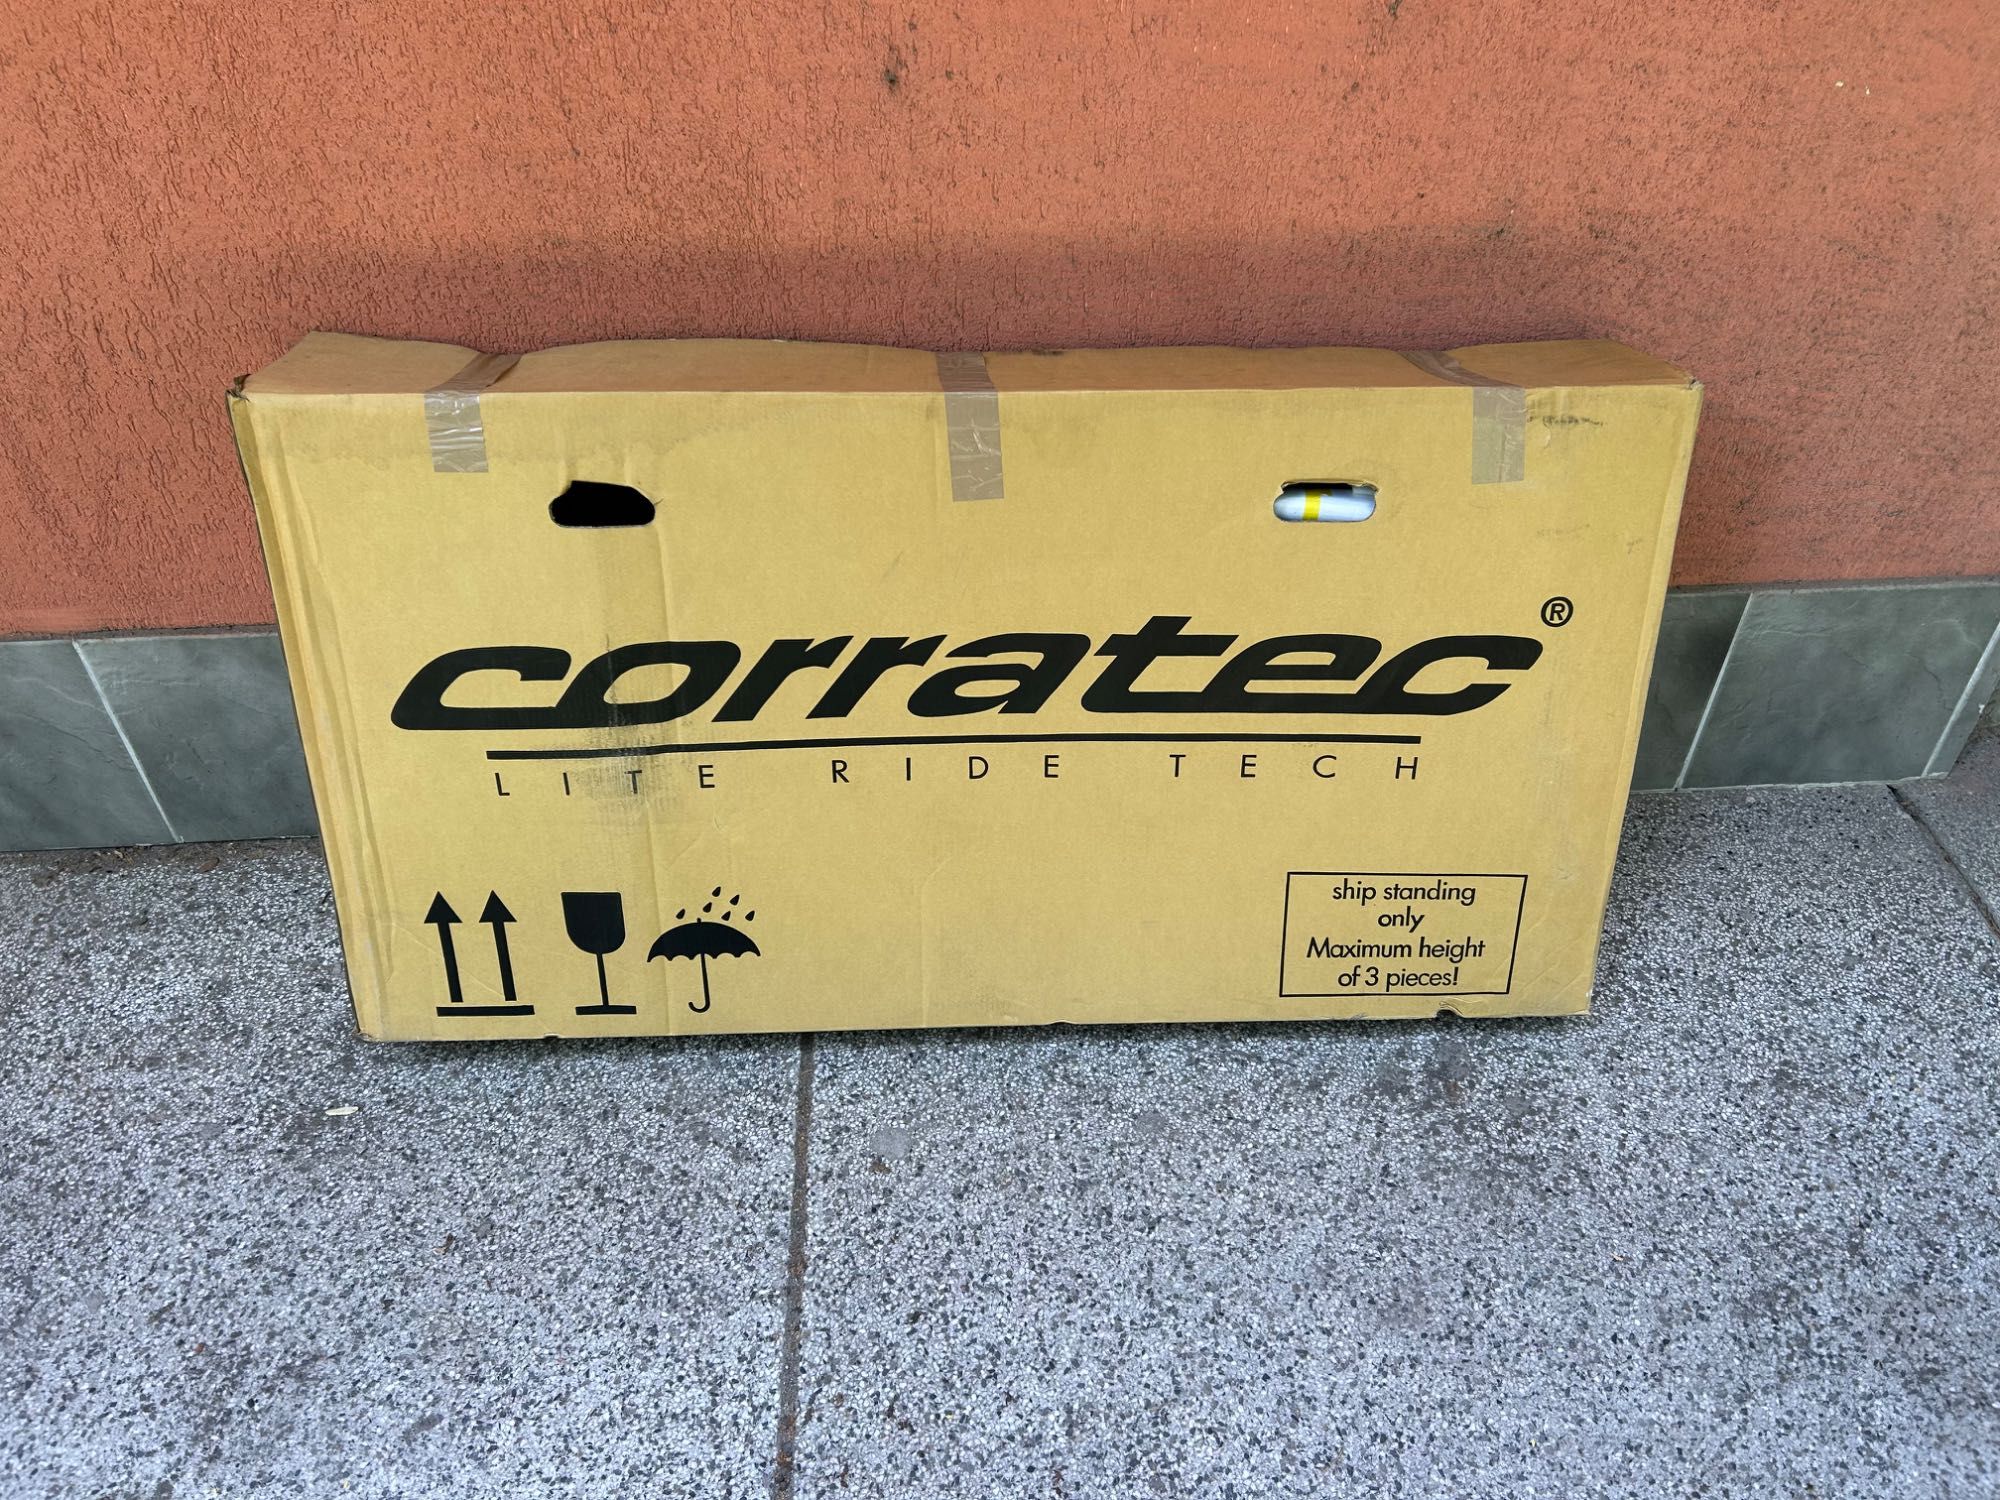 corratec®
LITE RIDE TECH
ship standing
only
Maximum height
of 3 pieces!